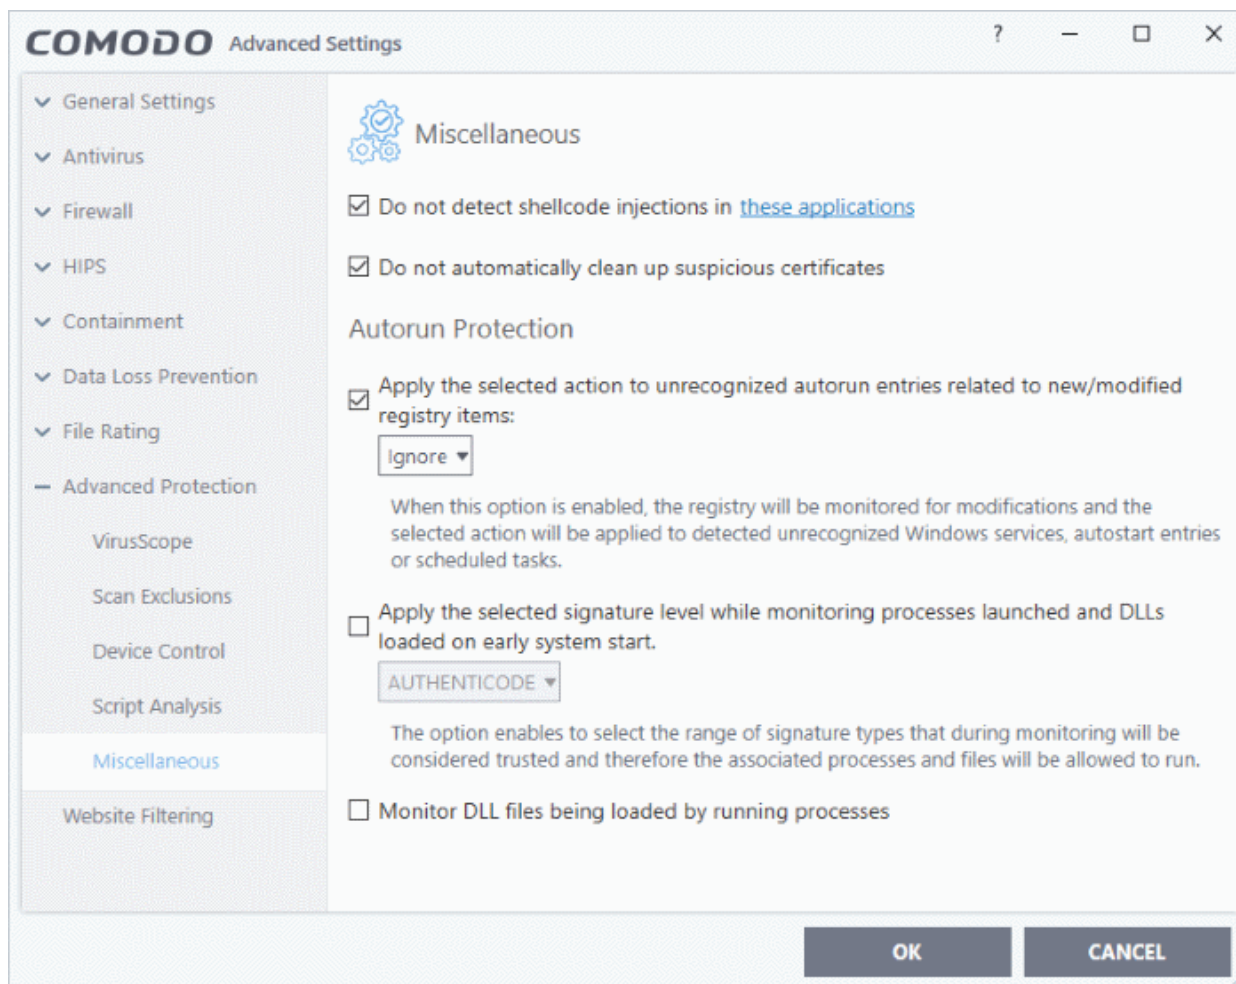 COMODO Advanced Settings
?
General Settings
Antivirus
Firewall
HIPS
Containment
Data Loss Prevention
File Rating
Advanced Protection
VirusScope
Scan Exclusions
Device Control
Script Analysis
Miscellaneous
Website Filtering
Miscellaneous
Do not detect shellcode injections in these applications
Do not automatically clean up suspicious certificates
Autorun Protection
Apply the selected action to unrecognized autorun entries related to new/modified
registry items:
Ignore
When this option is enabled, the registry will be monitored for modifications and the
selected action will be applied to detected unrecognized Windows services, autostart entries
or scheduled tasks.
Apply the selected signature level while monitoring processes launched and DLLs
loaded on early system start.
AUTHENTICODE
The option enables to select the range of signature types that during monitoring will be
considered trusted and therefore the associated processes and files will be allowed to run.
Monitor DLL files being loaded by running processes
OK
CANCEL